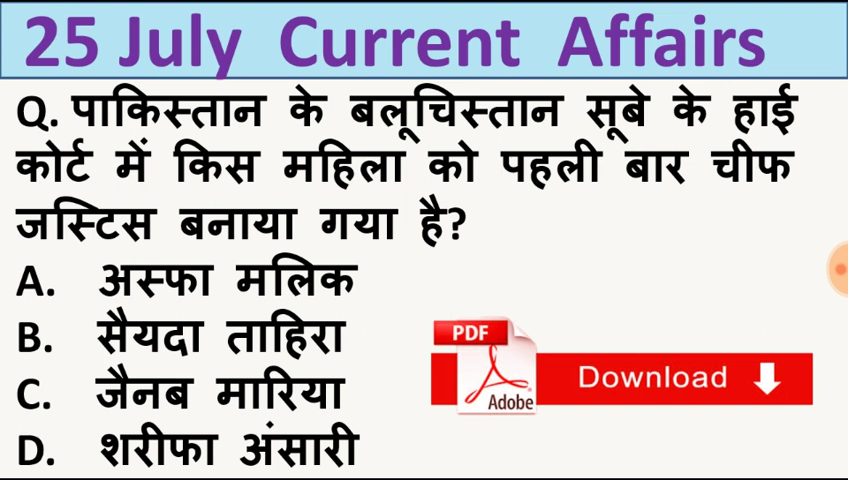 25 July Current Affairs
Q. पाकिस्तान के बलूचिस्तान सूबे के हाई
कोर्ट में किस महिला को पहली बार चीफ
जस्टिस बनाया गया है?
A. अस्फा मलिक
B. सैयदा ताहिरा
C. जैनब मारिया
D. शरीफा अंसारी
PDF
Adobe
Download